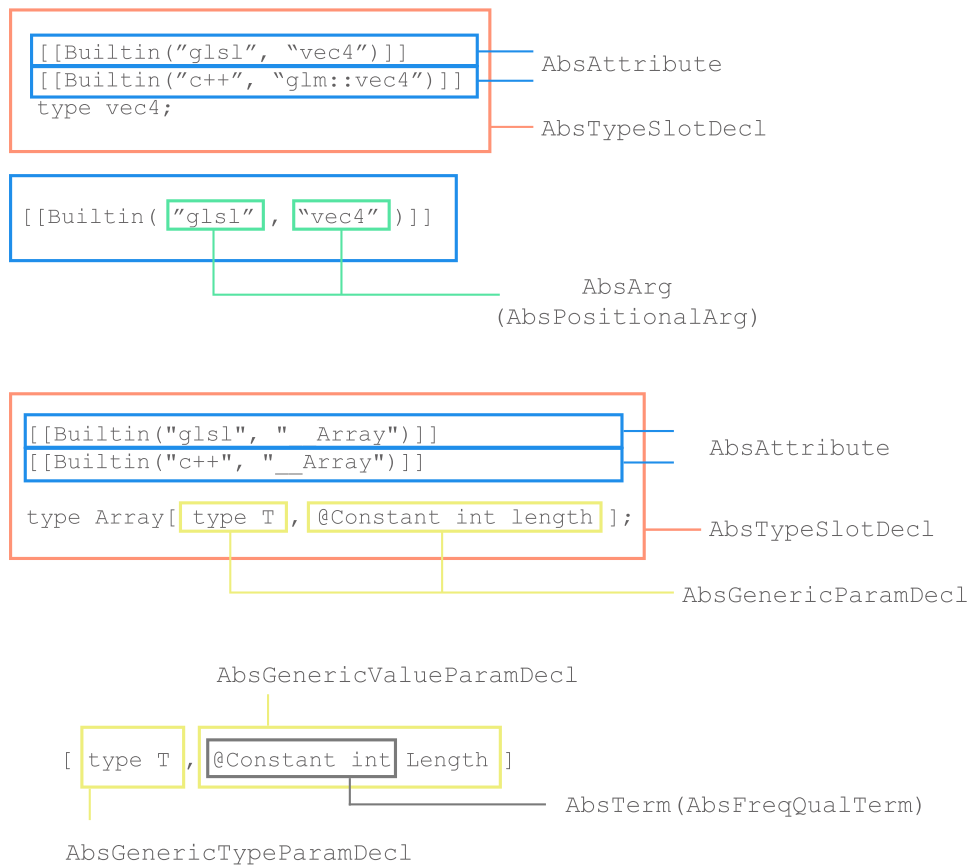 [[Builtin(”glsl”, “vec4”)]]
AbsAttribute
[[Builtin(”c++”, “glm::vec4”)]]
type vec4;
AbsTypeSlotDecl
[[Builtin( ”glsl” , “vec4” )]]
AbsArg
(AbsPositionalArg)
[[Builtin("glsl", "__Array")]]
AbsAttribute
[[Builtin("c++", "__Array")]]
type Array[ type T , @Constant int length ];
AbsTypeSlotDecl
AbsGenericParamDecl
AbsGenericValueParamDecl
[ type T , @Constant int Length ]
AbsTerm(AbsFreqQualTerm)
AbsGenericTypeParamDecl